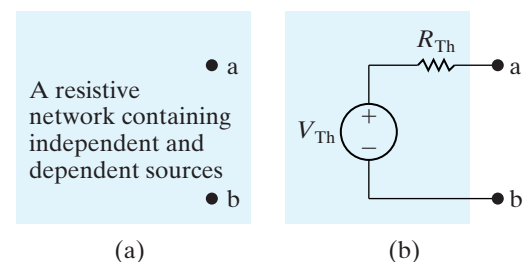 a
A resistive
network containing
independent and
dependent sources
b
(a)
R_Th
a
V_Th
+
−
b
(b)